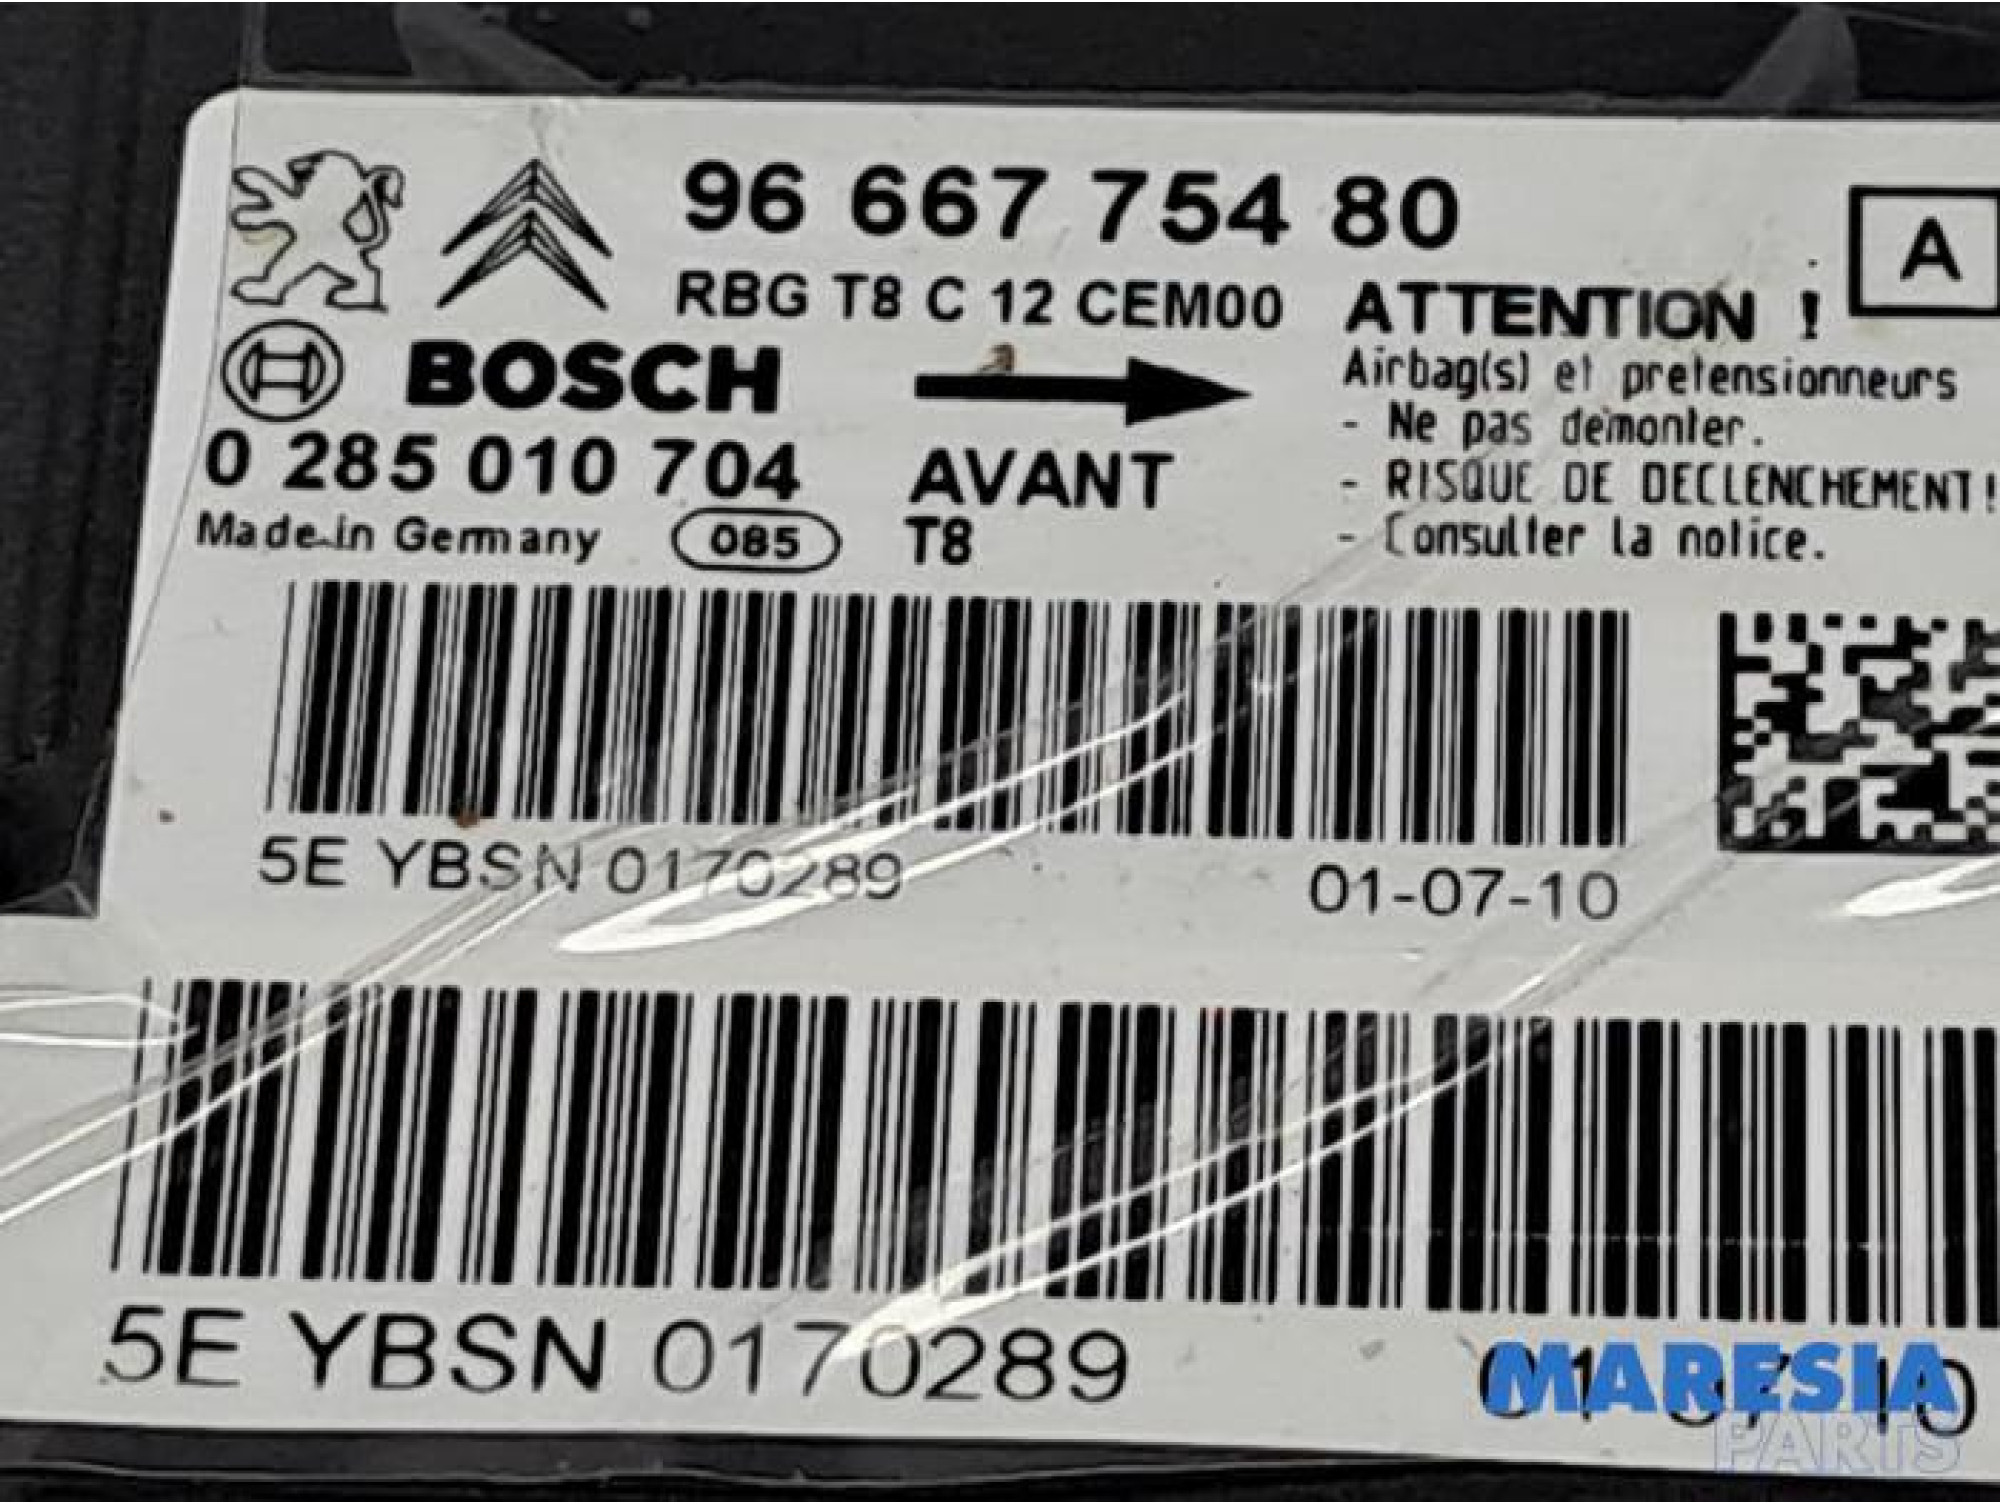 96 667 754 80
A
RBG T8 C 12 CEM00
ATTENTION !
BOSCH
Airbag(s) et pretensionneurs
- Ne pas demonter.
0 285 010 704
AVANT
- RISQUE DE DECLENCHEMENT!
Made in Germany
085
T8
- Consulter la notice.
5E YBSN 0170289
01-07-10
5E YBSN 0170289
MARESIA
PARTS